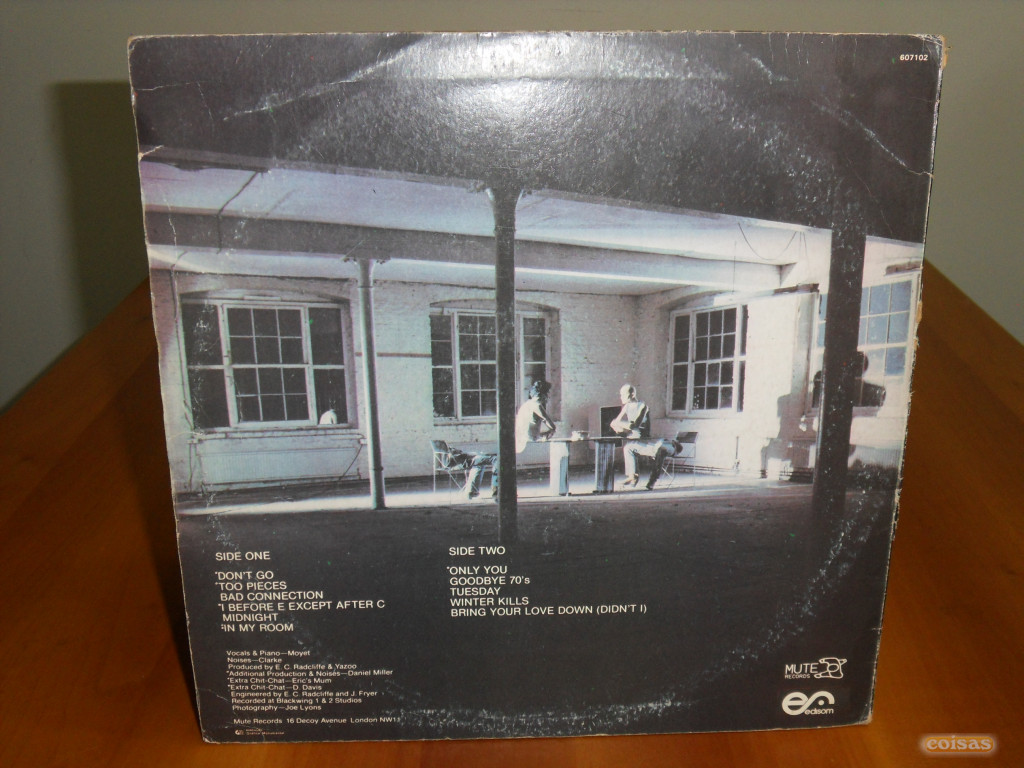 607102
SIDE ONE
*DON'T GO
*TOO PIECES
BAD CONNECTION
*I BEFORE E EXCEPT AFTER C
MIDNIGHT
IN MY ROOM
SIDE TWO
*ONLY YOU
GOODBYE 70's
TUESDAY
WINTER KILLS
BRING YOUR LOVE DOWN (DIDN'T I)
Vocals & Piano—Moyet
Noises—Clarke
Produced by E. C. Radcliffe & Yazoo
*Additional Production & Noises—Daniel Miller
*Extra Chit-Chat—Eric's Mum
*Extra Chit-Chat—D. Davis
Engineered by E. C. Radcliffe and J. Fryer
Recorded at Blackwing 1 & 2 Studios
Photography—Joe Lyons
Mute Records 16 Decoy Avenue London NW11
MUTE
RECORDS
edisom
coisas